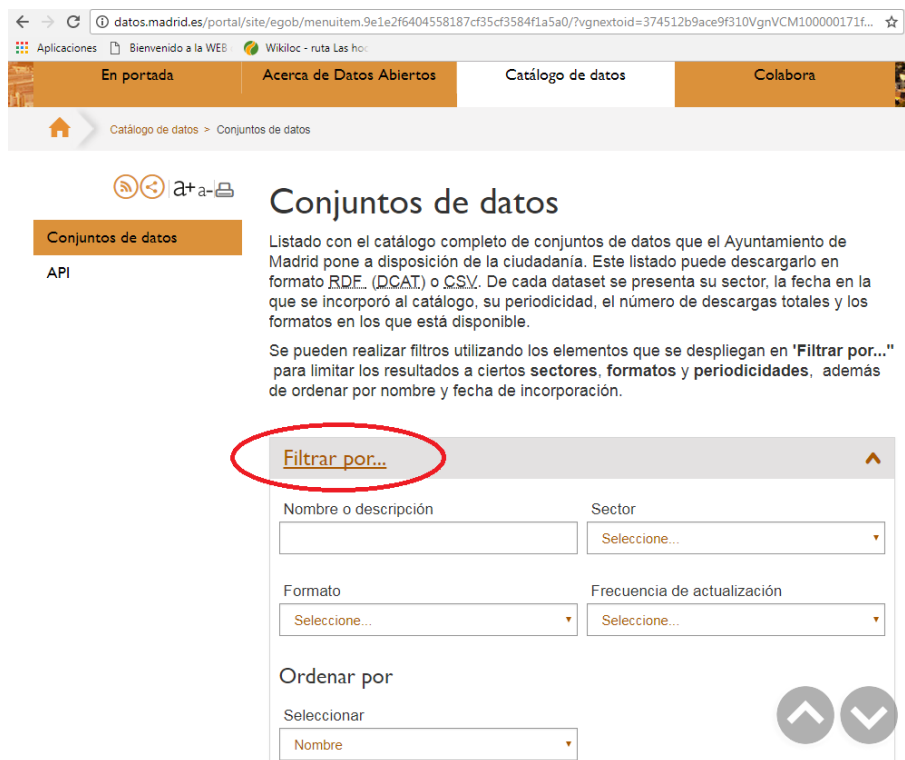 datos.madrid.es/portal/site/egob/menuitem.9e1e2f6404558187cf35cf3584f1a5a0/?vgnextoid=374512b9ace9f310VgnVCM100000171f...
Aplicaciones Bienvenido a la WEB Wikiloc - ruta Las hoc
En portada Acerca de Datos Abiertos Catálogo de datos Colabora
Catálogo de datos > Conjuntos de datos
a+ a-
Conjuntos de datos
API
Conjuntos de datos
Listado con el catálogo completo de conjuntos de datos que el Ayuntamiento de
Madrid pone a disposición de la ciudadanía. Este listado puede descargarlo en
formato RDF (DCAT) o CSV. De cada dataset se presenta su sector, la fecha en la
que se incorporó al catálogo, su periodicidad, el número de descargas totales y los
formatos en los que está disponible.
Se pueden realizar filtros utilizando los elementos que se despliegan en 'Filtrar por..."
para limitar los resultados a ciertos sectores, formatos y periodicidades, además
de ordenar por nombre y fecha de incorporación.
Filtrar por...
Nombre o descripción Sector
Seleccione...
Formato Frecuencia de actualización
Seleccione... Seleccione...
Ordenar por
Seleccionar
Nombre